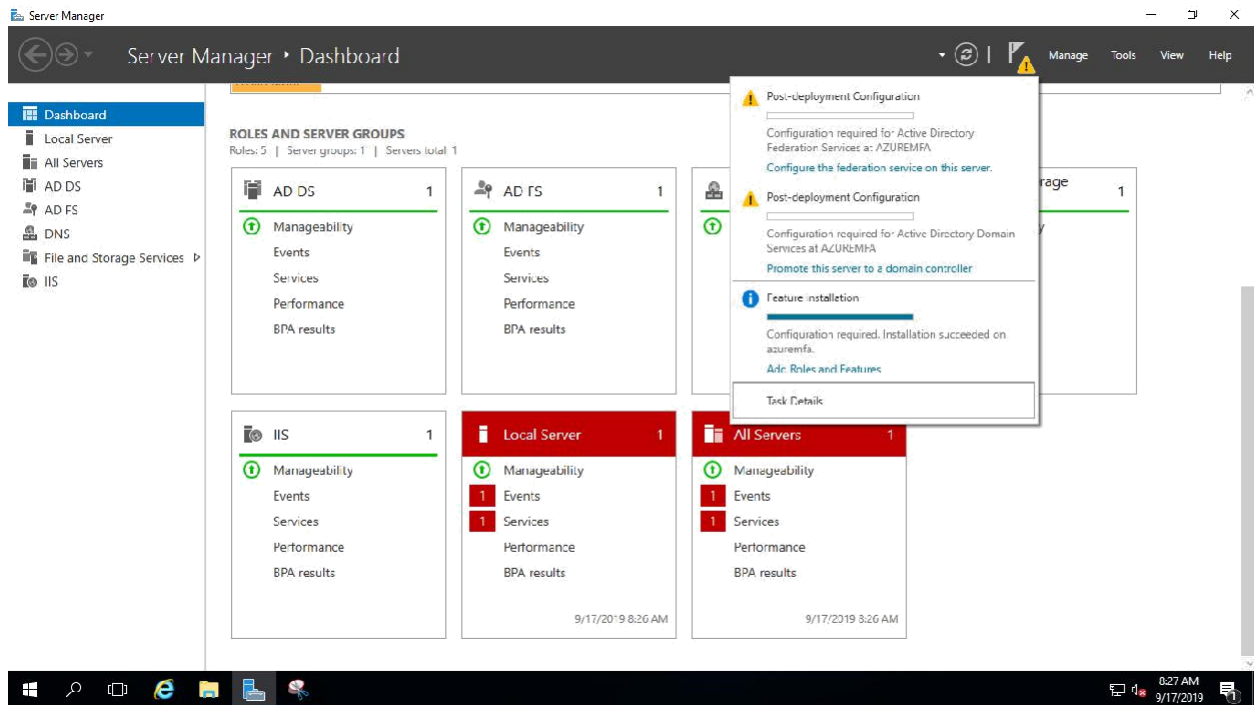 Server Manager
Server Manager • Dashboard
Manage Tools View Help
Dashboard
Local Server
All Servers
AD DS
AD FS
DNS
File and Storage Services
IIS
ROLES AND SERVER GROUPS
Roles: 5 | Server groups: 1 | Servers total: 1
AD DS 1
Manageability
Events
Services
Performance
BPA results
AD FS 1
Manageability
Events
Services
Performance
BPA results
rage 1
y
Post-deployment Configuration
Configuration required for Active Directory
Federation Services at AZUREMFA
Configure the federation service on this server.
Post-deployment Configuration
Configuration required for Active Directory Domain
Services at AZUREMFA
Promote this server to a domain controller
Feature installation
Configuration required. Installation succeeded on
azuremfa.
Add Roles and Features
Task Details
IIS 1
Manageability
Events
Services
Performance
BPA results
Local Server 1
Manageability
1 Events
1 Services
Performance
BPA results
9/17/2019 8:26 AM
All Servers 1
Manageability
1 Events
1 Services
Performance
BPA results
9/17/2019 8:26 AM
8:27 AM
9/17/2019
1